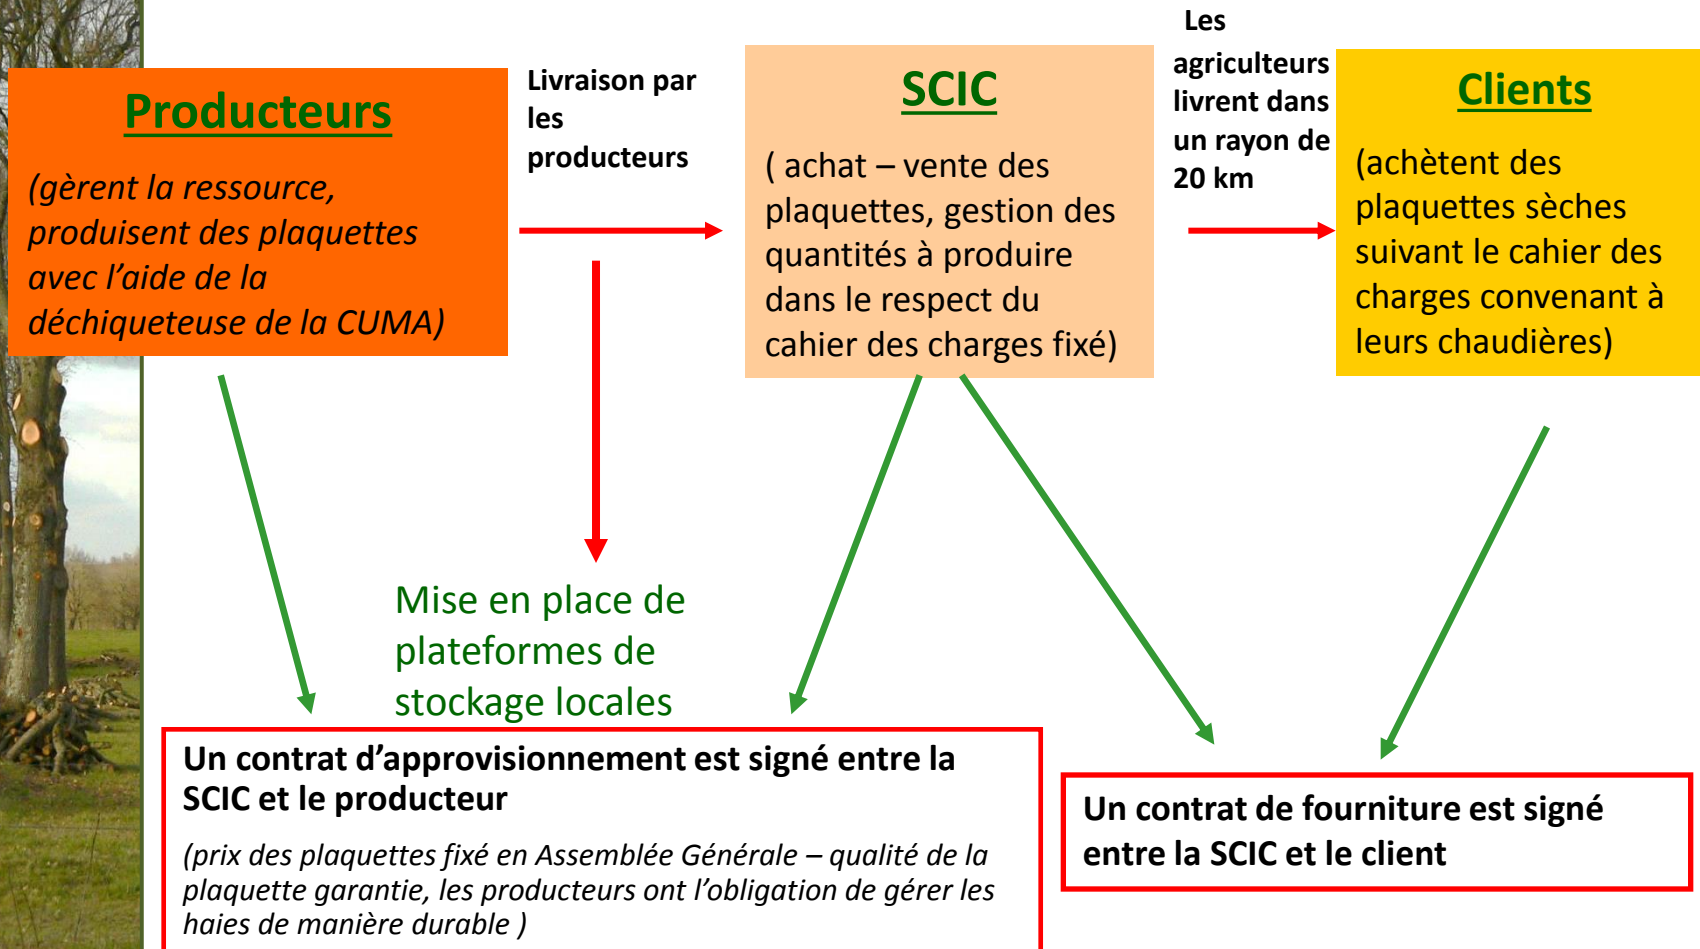 Producteurs
(gèrent la ressource,
produisent des plaquettes
avec l’aide de la
déchiqueteuse de la CUMA)
Livraison par
les
producteurs
SCIC
( achat – vente des
plaquettes, gestion des
quantités à produire
dans le respect du
cahier des charges fixé)
Les
agriculteurs
livrent dans
un rayon de
20 km
Clients
(achètent des
plaquettes sèches
suivant le cahier des
charges convenant à
leurs chaudières)
Mise en place de
plateformes de
stockage locales
Un contrat d’approvisionnement est signé entre la
SCIC et le producteur
(prix des plaquettes fixé en Assemblée Générale – qualité de la
plaquette garantie, les producteurs ont l’obligation de gérer les
haies de manière durable )
Un contrat de fourniture est signé
entre la SCIC et le client